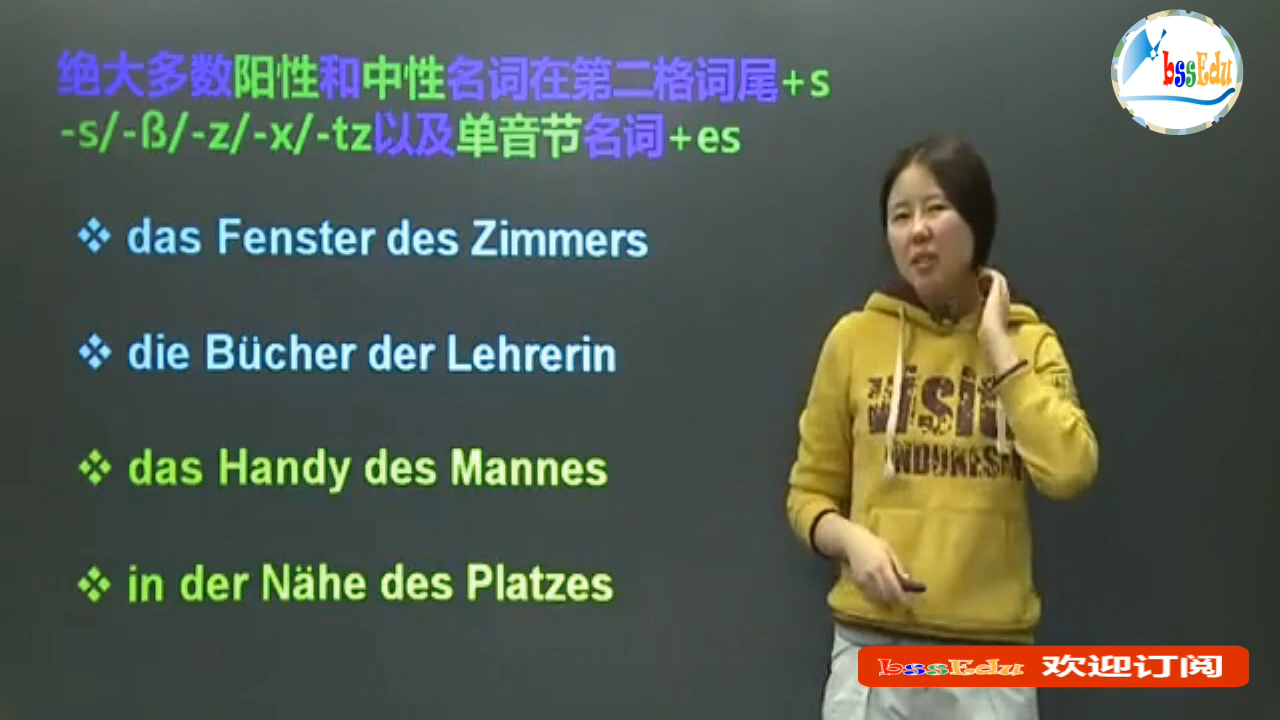 绝大多数阳性和中性名词在第二格词尾+s
-s/-ß/-z/-x/-tz以及单音节名词+es
bssEdu
❖ das Fenster des Zimmers
❖ die Bücher der Lehrerin
❖ das Handy des Mannes
❖ in der Nähe des Platzes
bssEdu 欢迎订阅